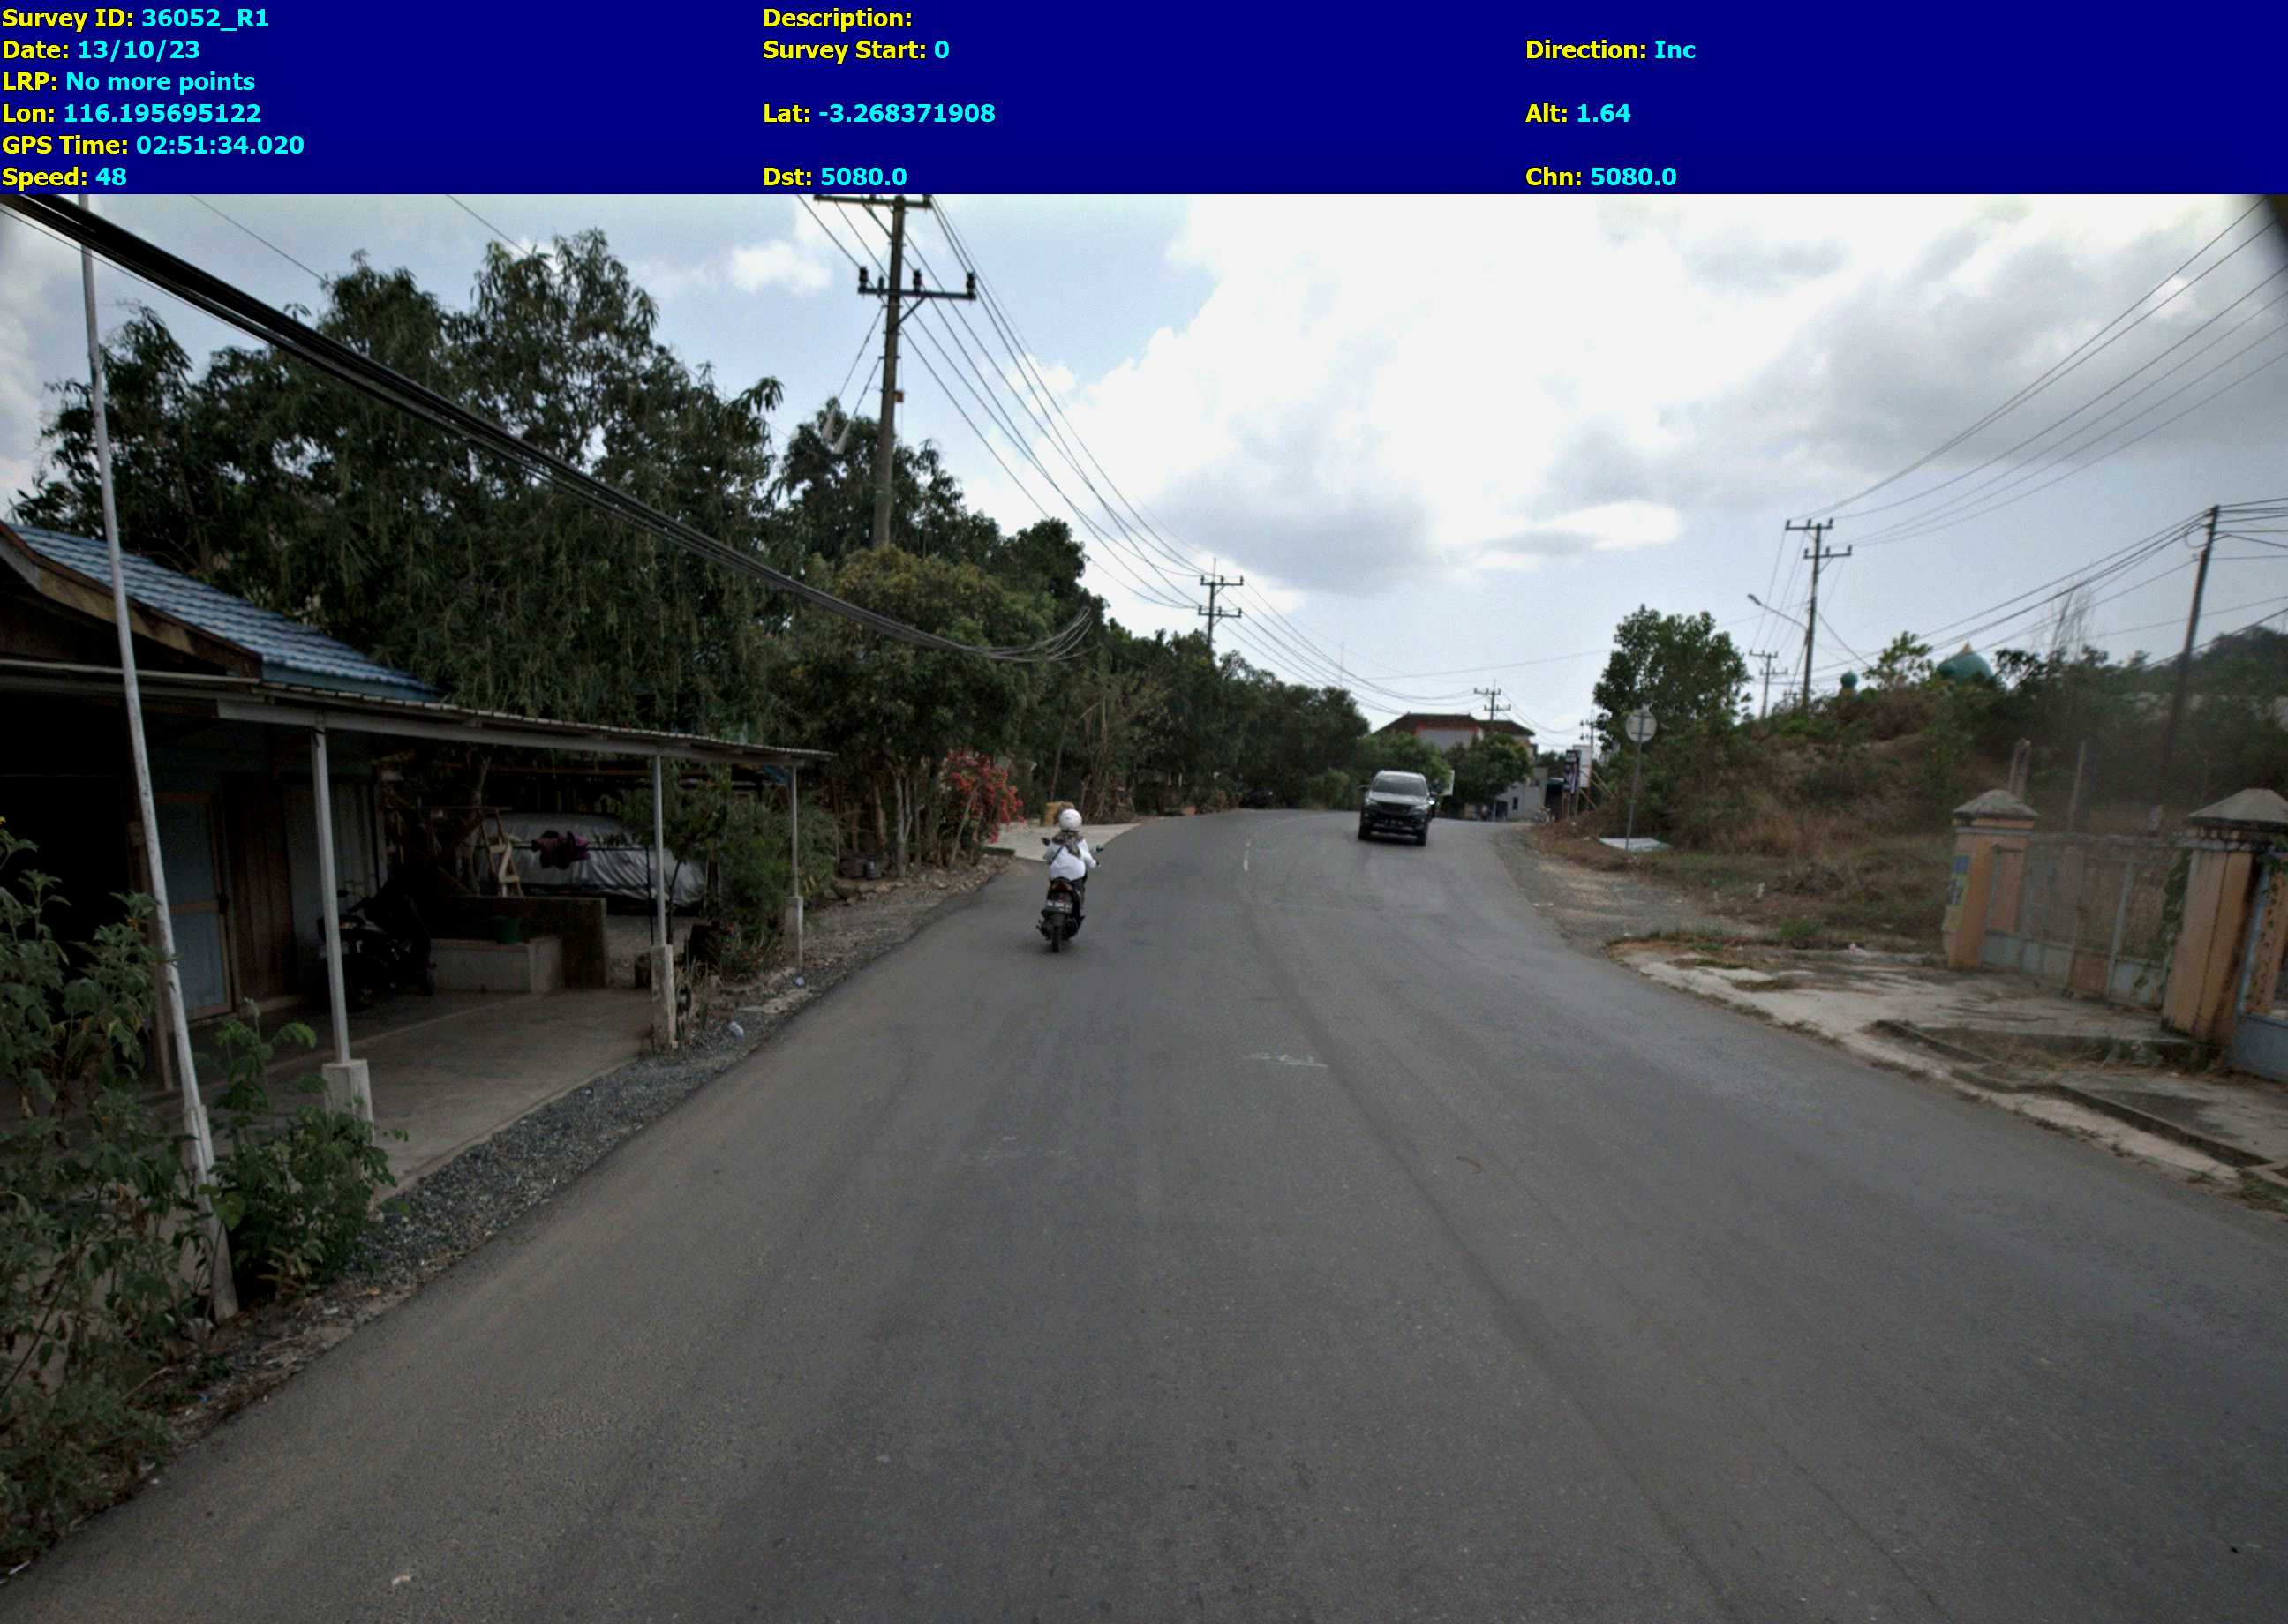 Survey ID: 36052_R1
Description:
Date: 13/10/23
Survey Start: 0
Direction: Inc
LRP: No more points
Lon: 116.195695122
Lat: -3.268371908
Alt: 1.64
GPS Time: 02:51:34.020
Speed: 48
Dst: 5080.0
Chn: 5080.0